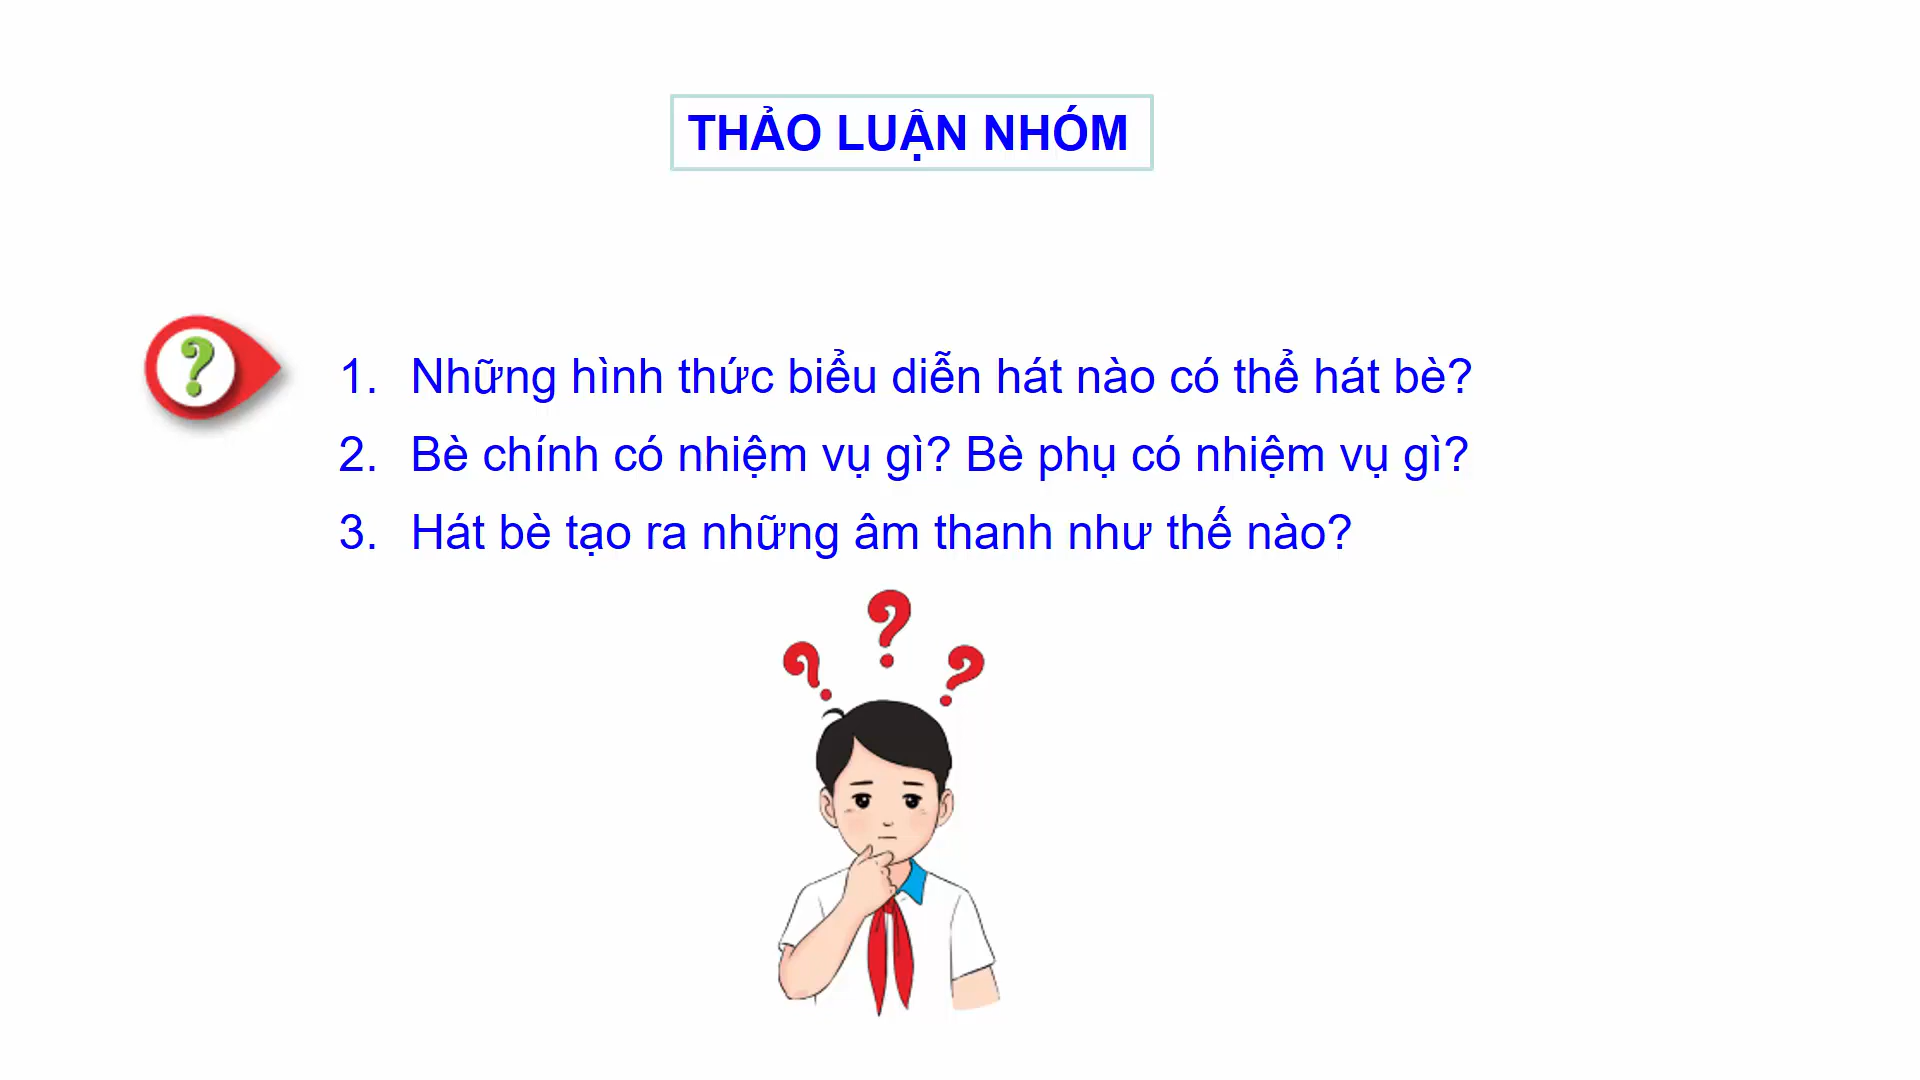 THẢO LUẬN NHÓM
1. Những hình thức biểu diễn hát nào có thể hát bè?
2. Bè chính có nhiệm vụ gì? Bè phụ có nhiệm vụ gì?
3. Hát bè tạo ra những âm thanh như thế nào?